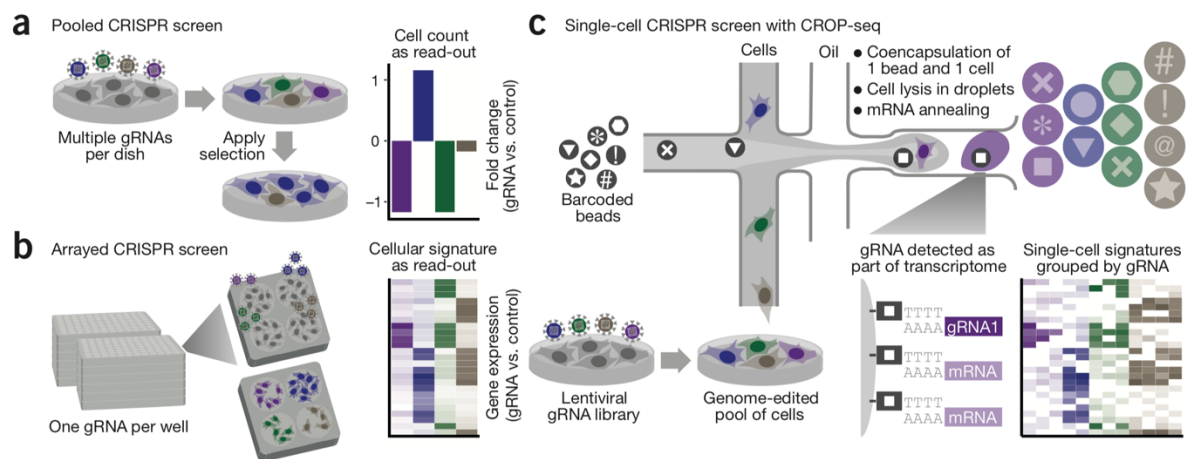 a Pooled CRISPR screen
Multiple gRNAs
per dish
Apply
selection
Cell count
as read-out
1
0
−1
Fold change
(gRNA vs. control)
b Arrayed CRISPR screen
One gRNA per well
Cellular signature
as read-out
Gene expression
(gRNA vs. control)
c Single-cell CRISPR screen with CROP-seq
Cells
Oil
● Coencapsulation of
1 bead and 1 cell
● Cell lysis in droplets
● mRNA annealing
!
#
Barcoded
beads
#
!
@
Lentiviral
gRNA library
Genome-edited
pool of cells
gRNA detected as
part of transcriptome
TTTT
AAAA gRNA1
TTTT
AAAA mRNA
TTTT
AAAA mRNA
Single-cell signatures
grouped by gRNA